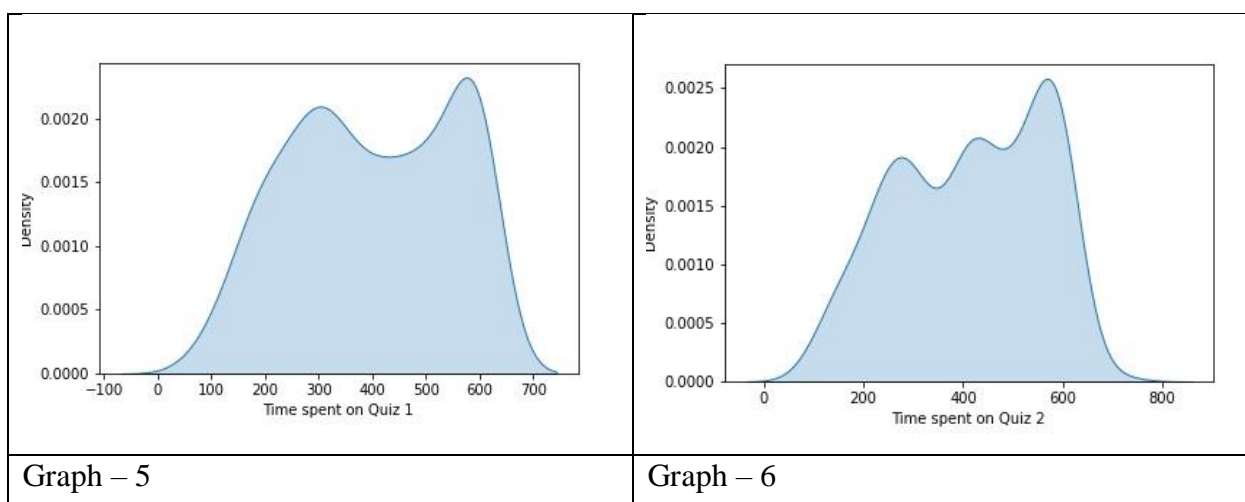 0.0020
0.0015
0.0010
0.0005
0.0000
Density
−100 0 100 200 300 400 500 600 700
Time spent on Quiz 1
0.0025
0.0020
0.0015
0.0010
0.0005
0.0000
Density
0 200 400 600 800
Time spent on Quiz 2
Graph – 5
Graph – 6